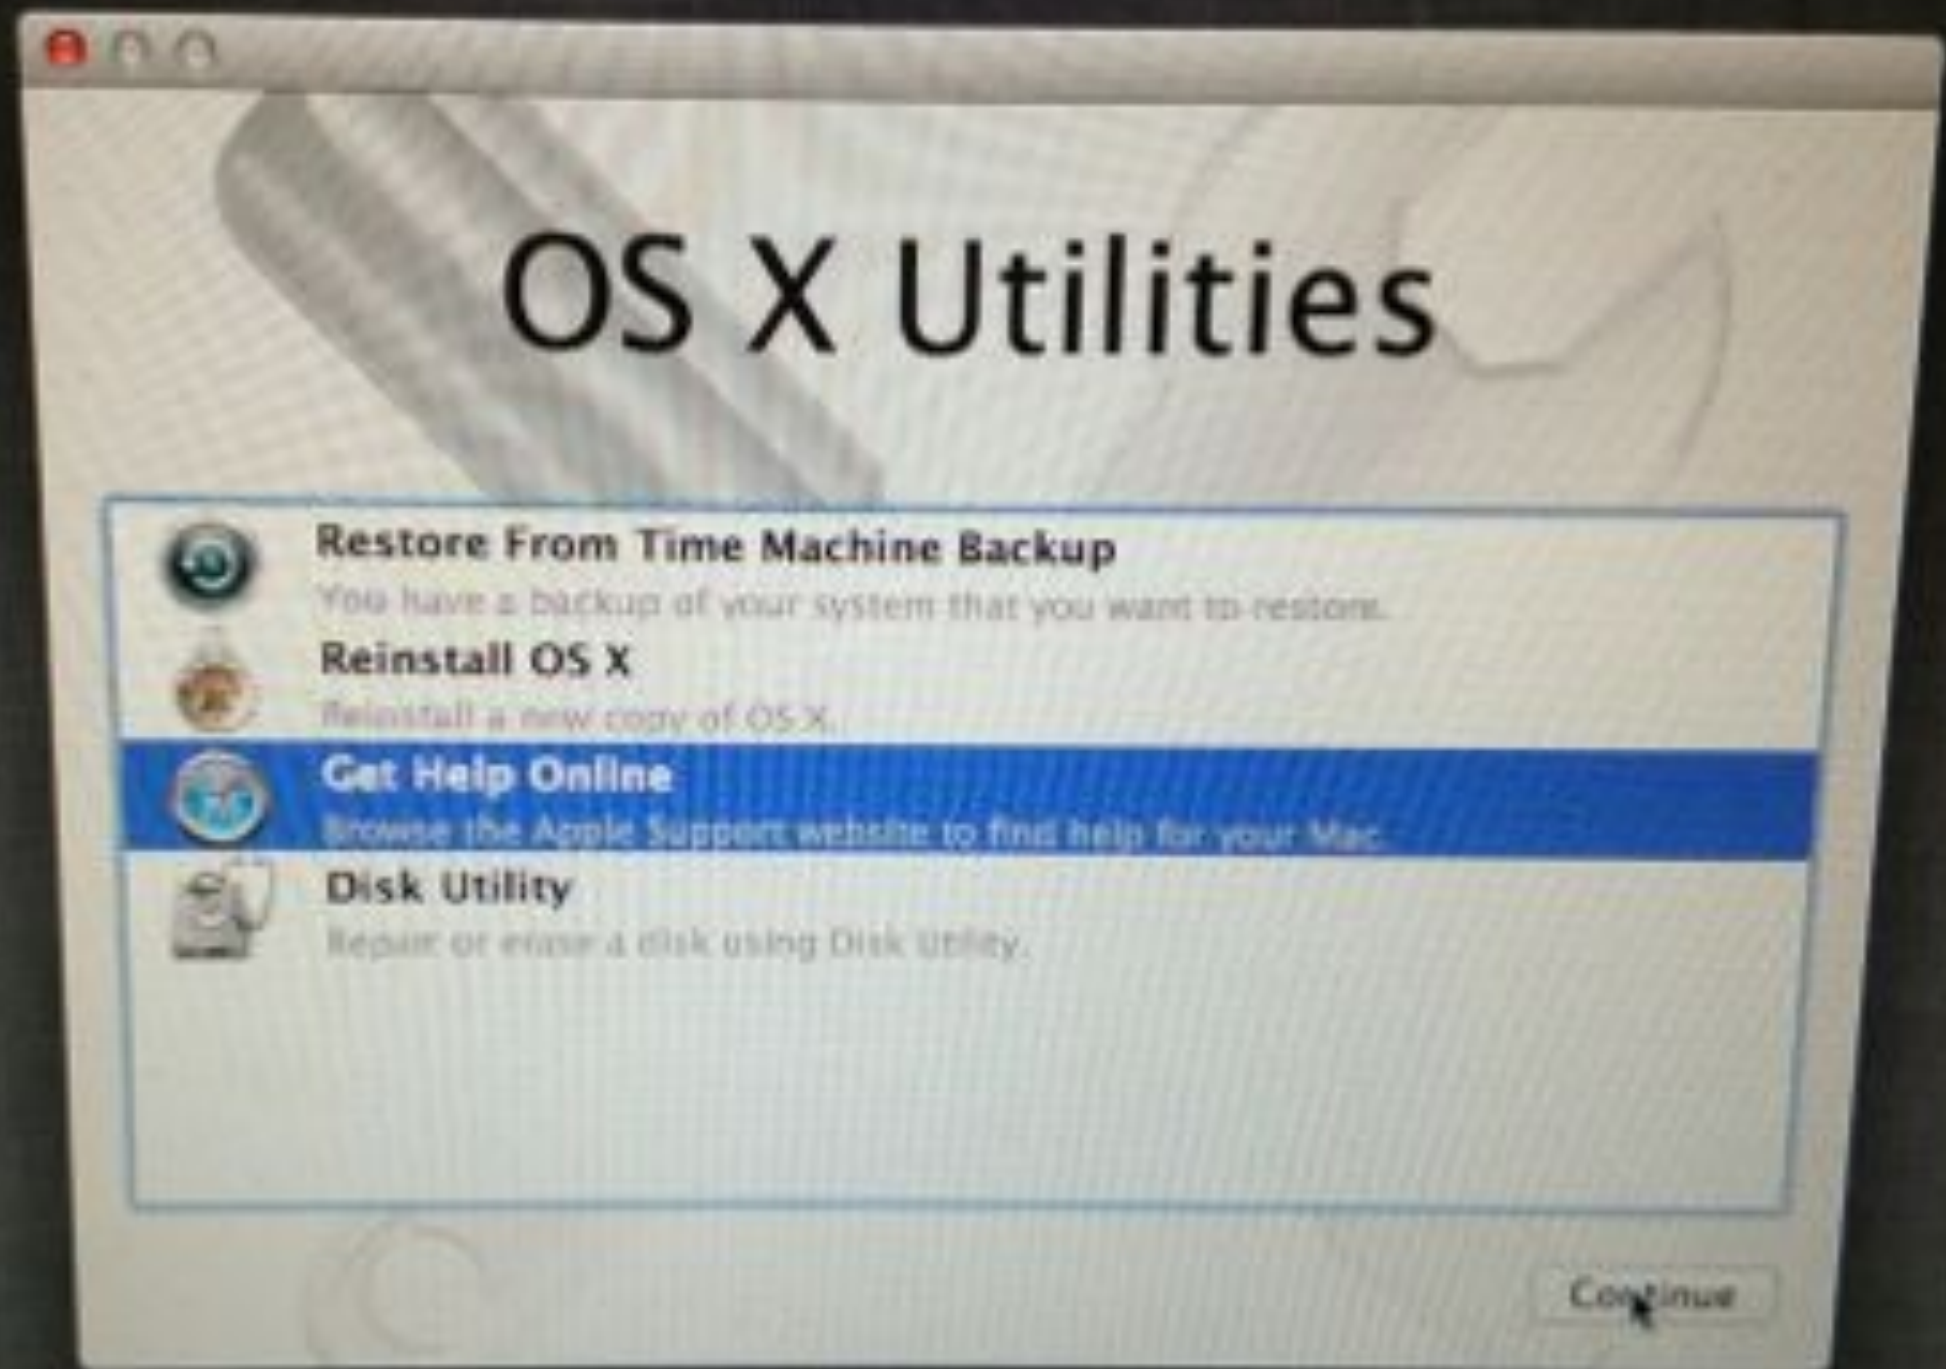 OS X Utilities
Restore From Time Machine Backup
You have a backup of your system that you want to restore.
Reinstall OS X
Reinstall a new copy of OS X.
Get Help Online
Browse the Apple Support website to find help for your Mac.
Disk Utility
Repair or erase a disk using Disk Utility.
Continue